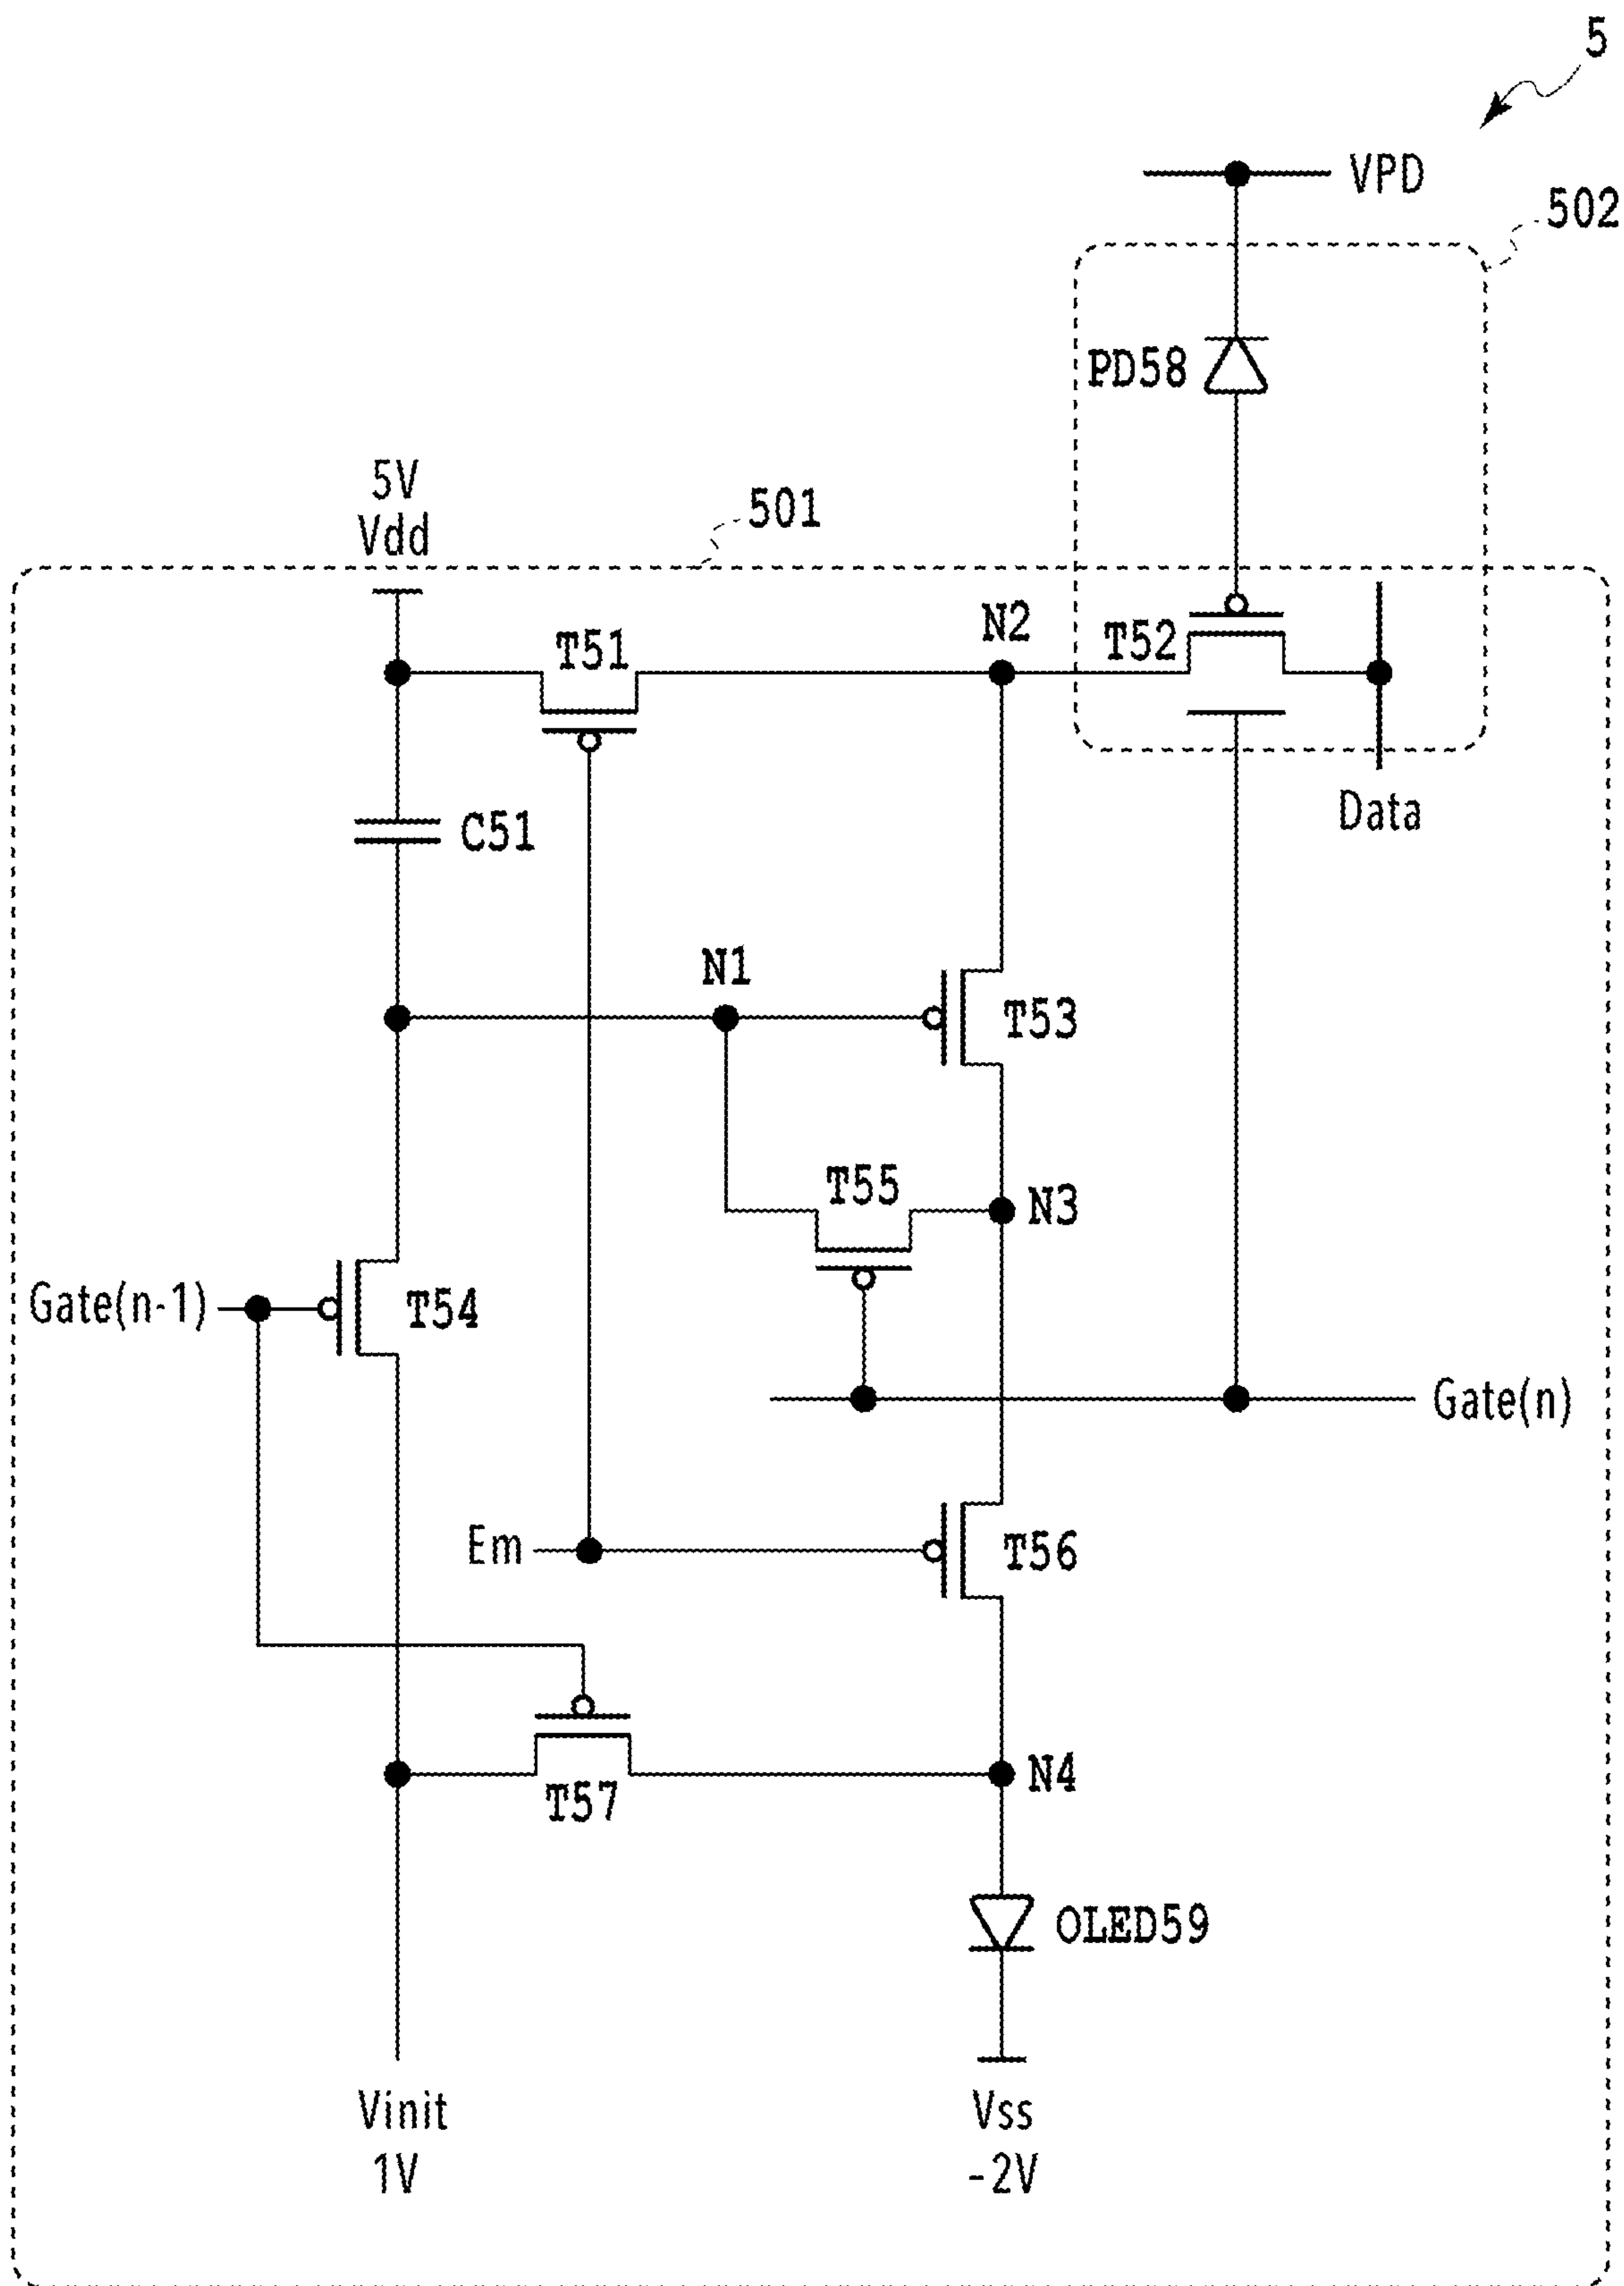 5
VPD
502
PD58
5V
Vdd
501
N2
T51
T52
C51
Data
N1
T53
T55
N3
Gate(n-1)
T54
Gate(n)
Em
T56
N4
T57
OLED59
Vinit
Vss
1V
-2V